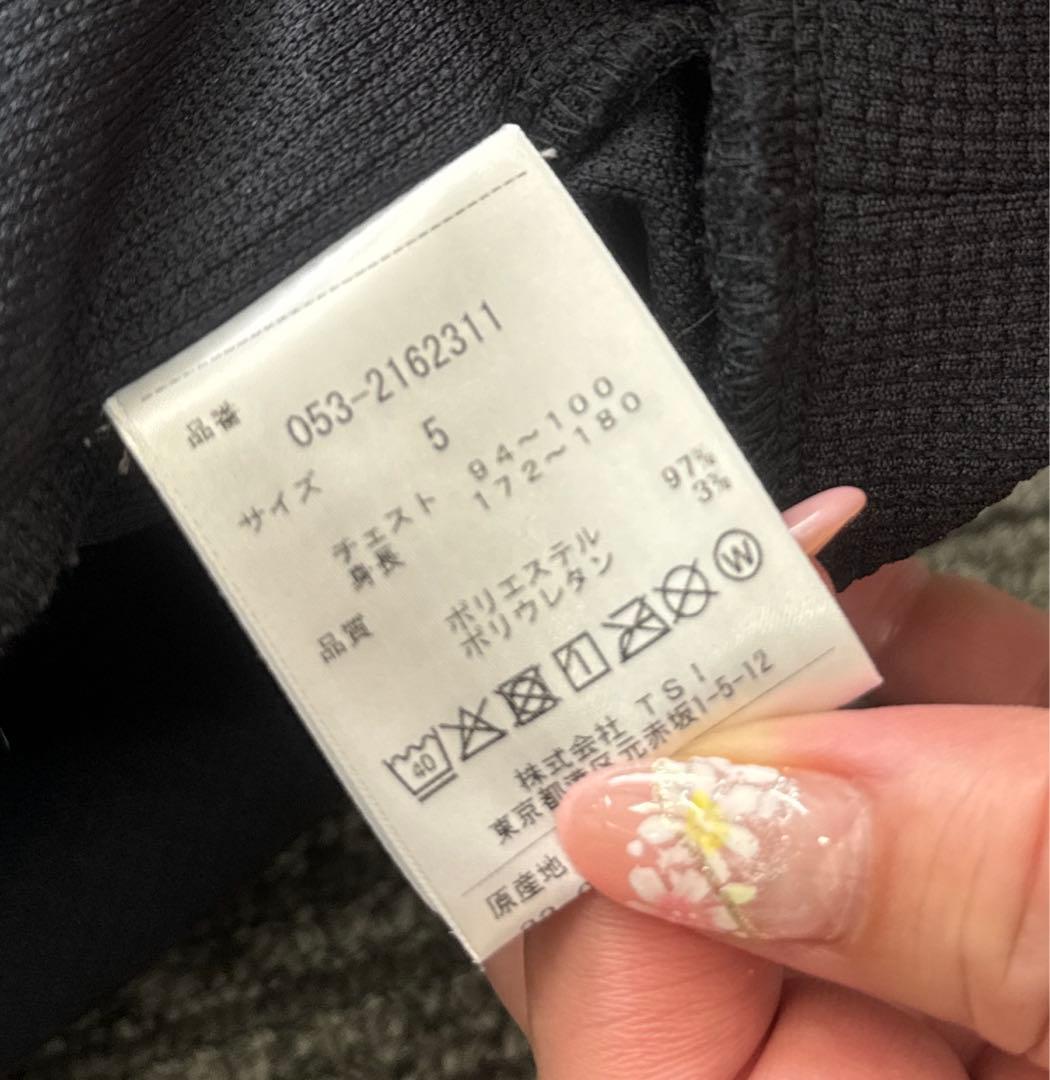 品番 053-2162311
サイズ 5
チェスト 94～100
身長 172～180
品質 ポリエステル 97%
ポリウレタン 3%
40 W
株式会社 TSI
東京都港区元赤坂1-5-12
原産地